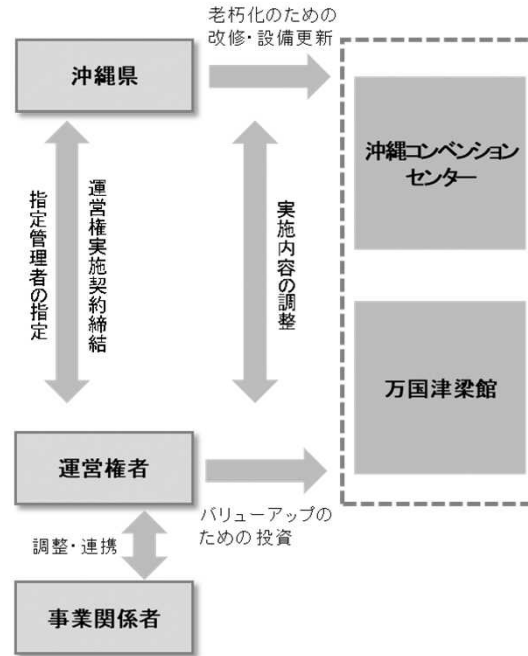 老朽化のための
改修・設備更新
沖縄県
沖縄コンベンション
センター
指定管理者の指定
運営権実施契約締結
実施内容の調整
万国津梁館
運営権者
バリューアップの
ための投資
調整・連携
事業関係者